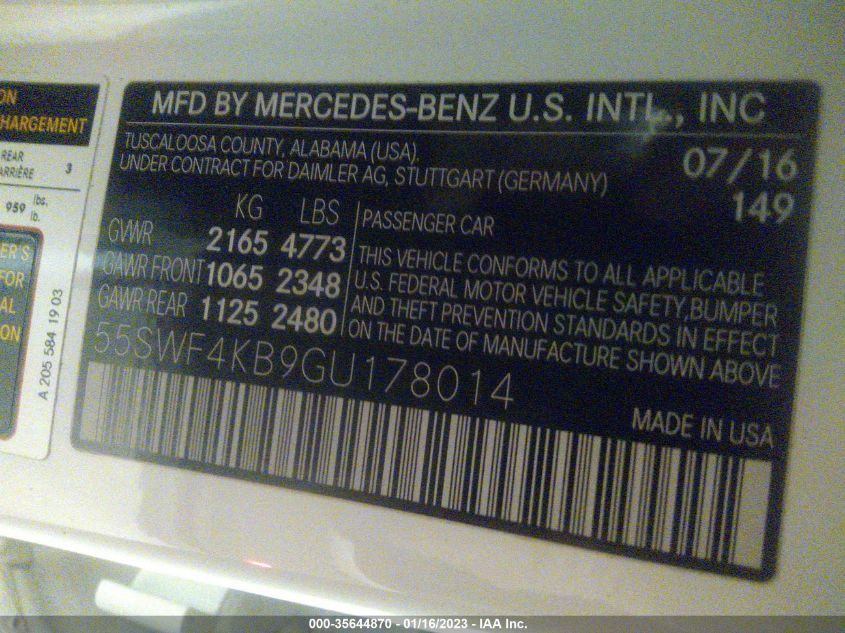 ON
HARGEMENT
REAR
ARRIÈRE 3
959 lbs.
lb.
ER'S
FOR
AL
ION
A 205 584 19 03
MFD BY MERCEDES-BENZ U.S. INTL., INC
TUSCALOOSA COUNTY, ALABAMA (USA).
UNDER CONTRACT FOR DAIMLER AG, STUTTGART (GERMANY)
07/16
149
KG LBS
GVWR 2165 4773
GAWR FRONT 1065 2348
GAWR REAR 1125 2480
PASSENGER CAR
THIS VEHICLE CONFORMS TO ALL APPLICABLE
U.S. FEDERAL MOTOR VEHICLE SAFETY, BUMPER
AND THEFT PREVENTION STANDARDS IN EFFECT
ON THE DATE OF MANUFACTURE SHOWN ABOVE
55SWF4KB9GU178014
MADE IN USA
000-35644870 - 01/16/2023 - IAA Inc.